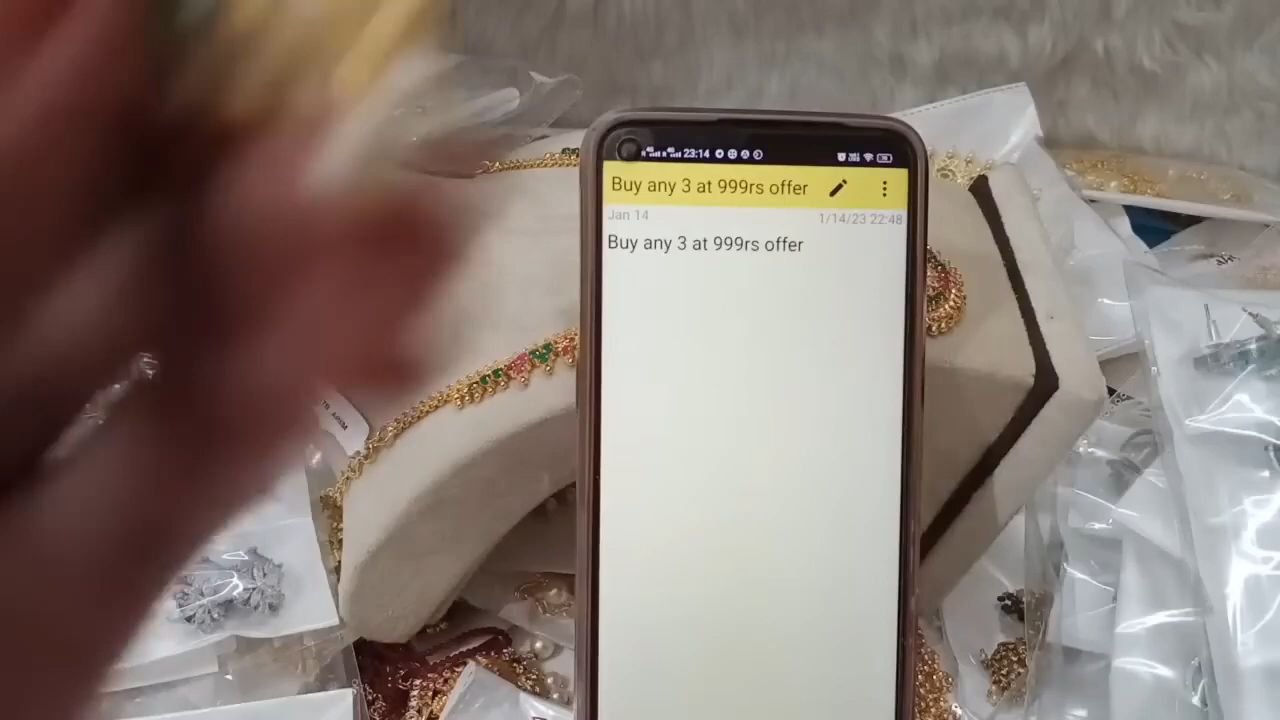 23:14
Buy any 3 at 999rs offer
Jan 14 1/14/23 22:48
Buy any 3 at 999rs offer